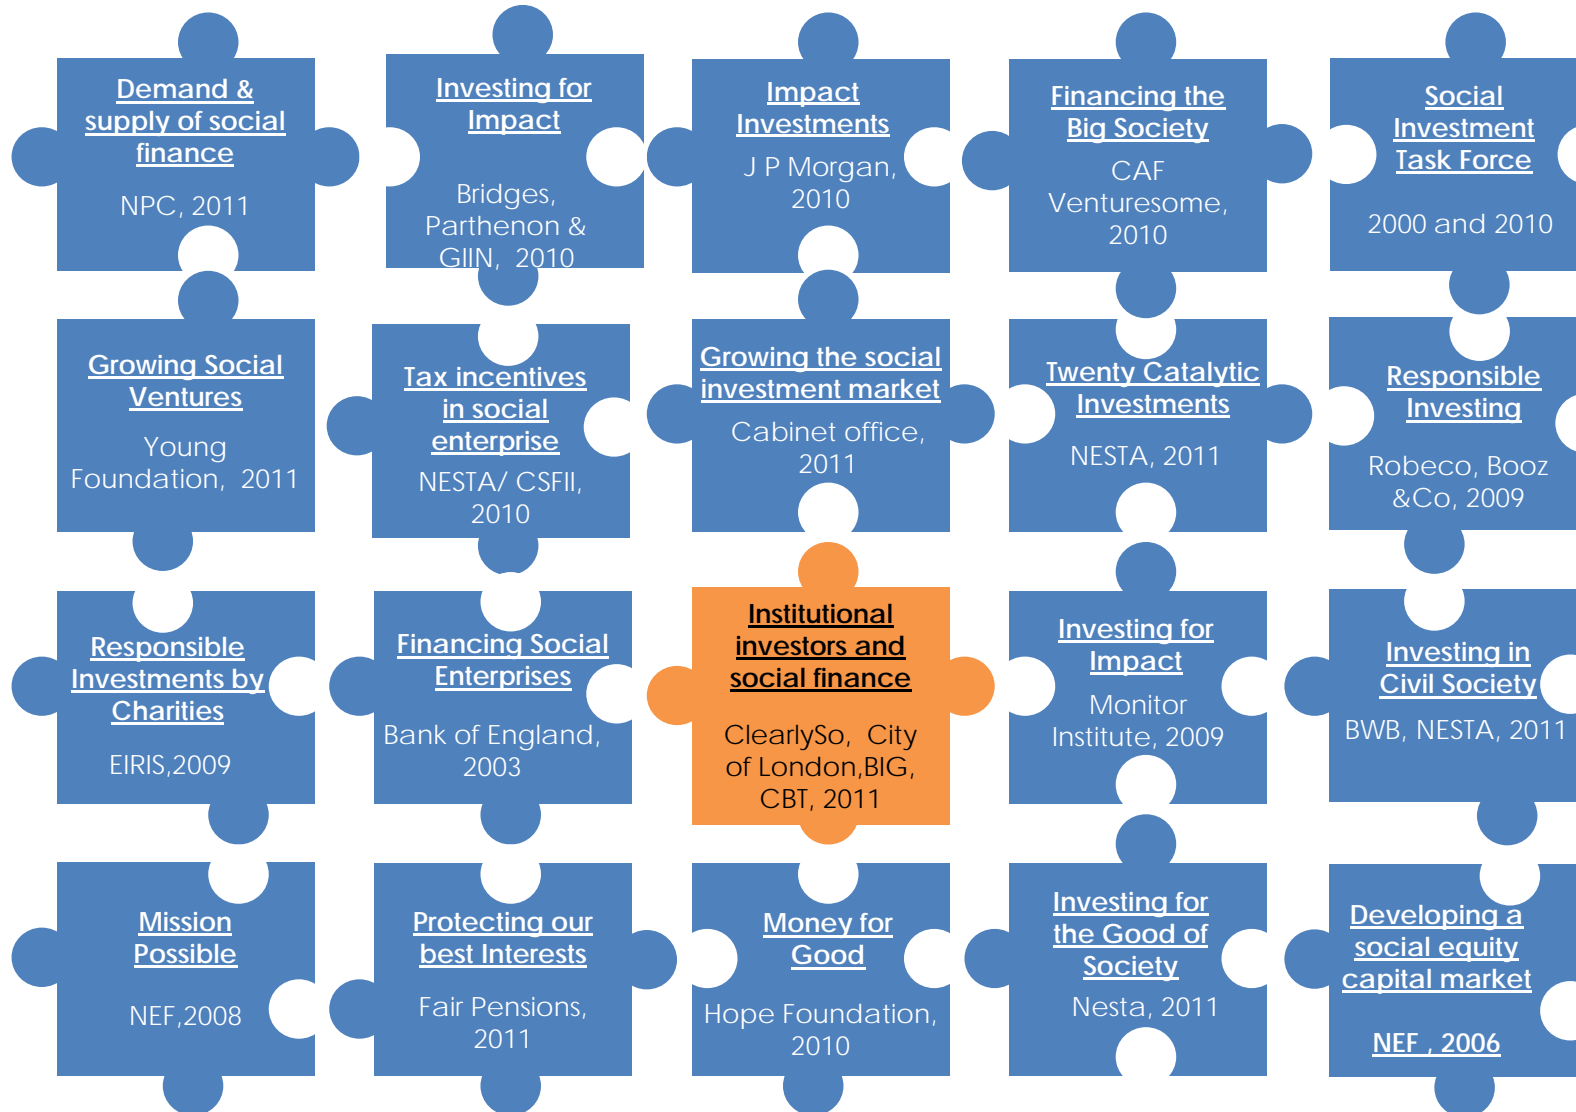 Demand &
supply of social
finance
NPC, 2011
Investing for
Impact
Bridges,
Parthenon &
GIIN, 2010
Impact
Investments
J P Morgan,
2010
Financing the
Big Society
CAF
Venturesome,
2010
Social
Investment
Task Force
2000 and 2010
Growing Social
Ventures
Young
Foundation, 2011
Tax incentives
in social
enterprise
NESTA/ CSFII,
2010
Growing the social
investment market
Cabinet office,
2011
Twenty Catalytic
Investments
NESTA, 2011
Responsible
Investing
Robeco, Booz
&Co, 2009
Responsible
Investments by
Charities
EIRIS,2009
Financing Social
Enterprises
Bank of England,
2003
Institutional
investors and
social finance
ClearlySo, City
of London,BIG,
CBT, 2011
Investing for
Impact
Monitor
Institute, 2009
Investing in
Civil Society
BWB, NESTA, 2011
Mission
Possible
NEF,2008
Protecting our
best Interests
Fair Pensions,
2011
Money for
Good
Hope Foundation,
2010
Investing for
the Good of
Society
Nesta, 2011
Developing a
social equity
capital market
NEF , 2006